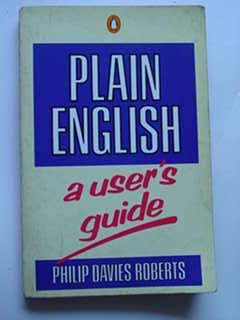 PLAIN
ENGLISH
a user's
guide
PHILIP DAVIES ROBERTS